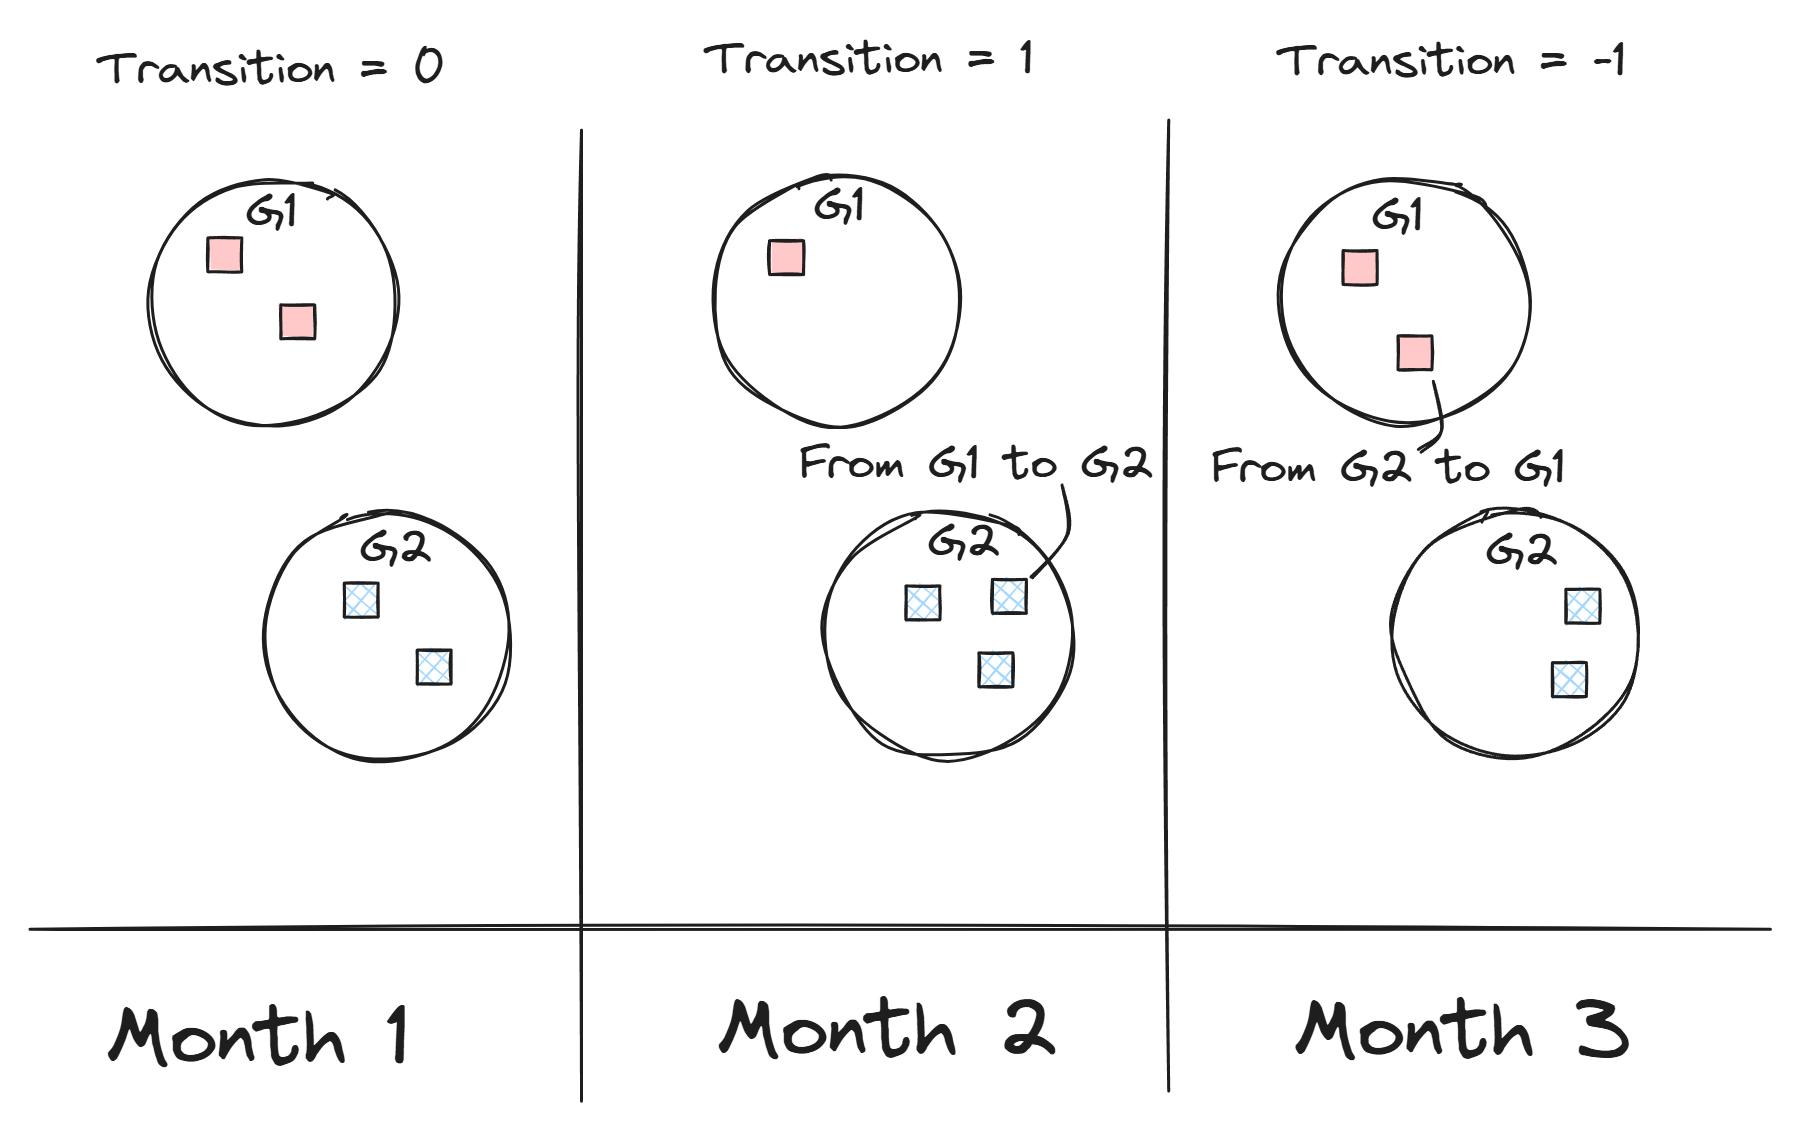 Transition = 0
Transition = 1
Transition = -1
G1
G1
G1
From G1 to G2
From G2 to G1
G2
G2
G2
Month 1
Month 2
Month 3